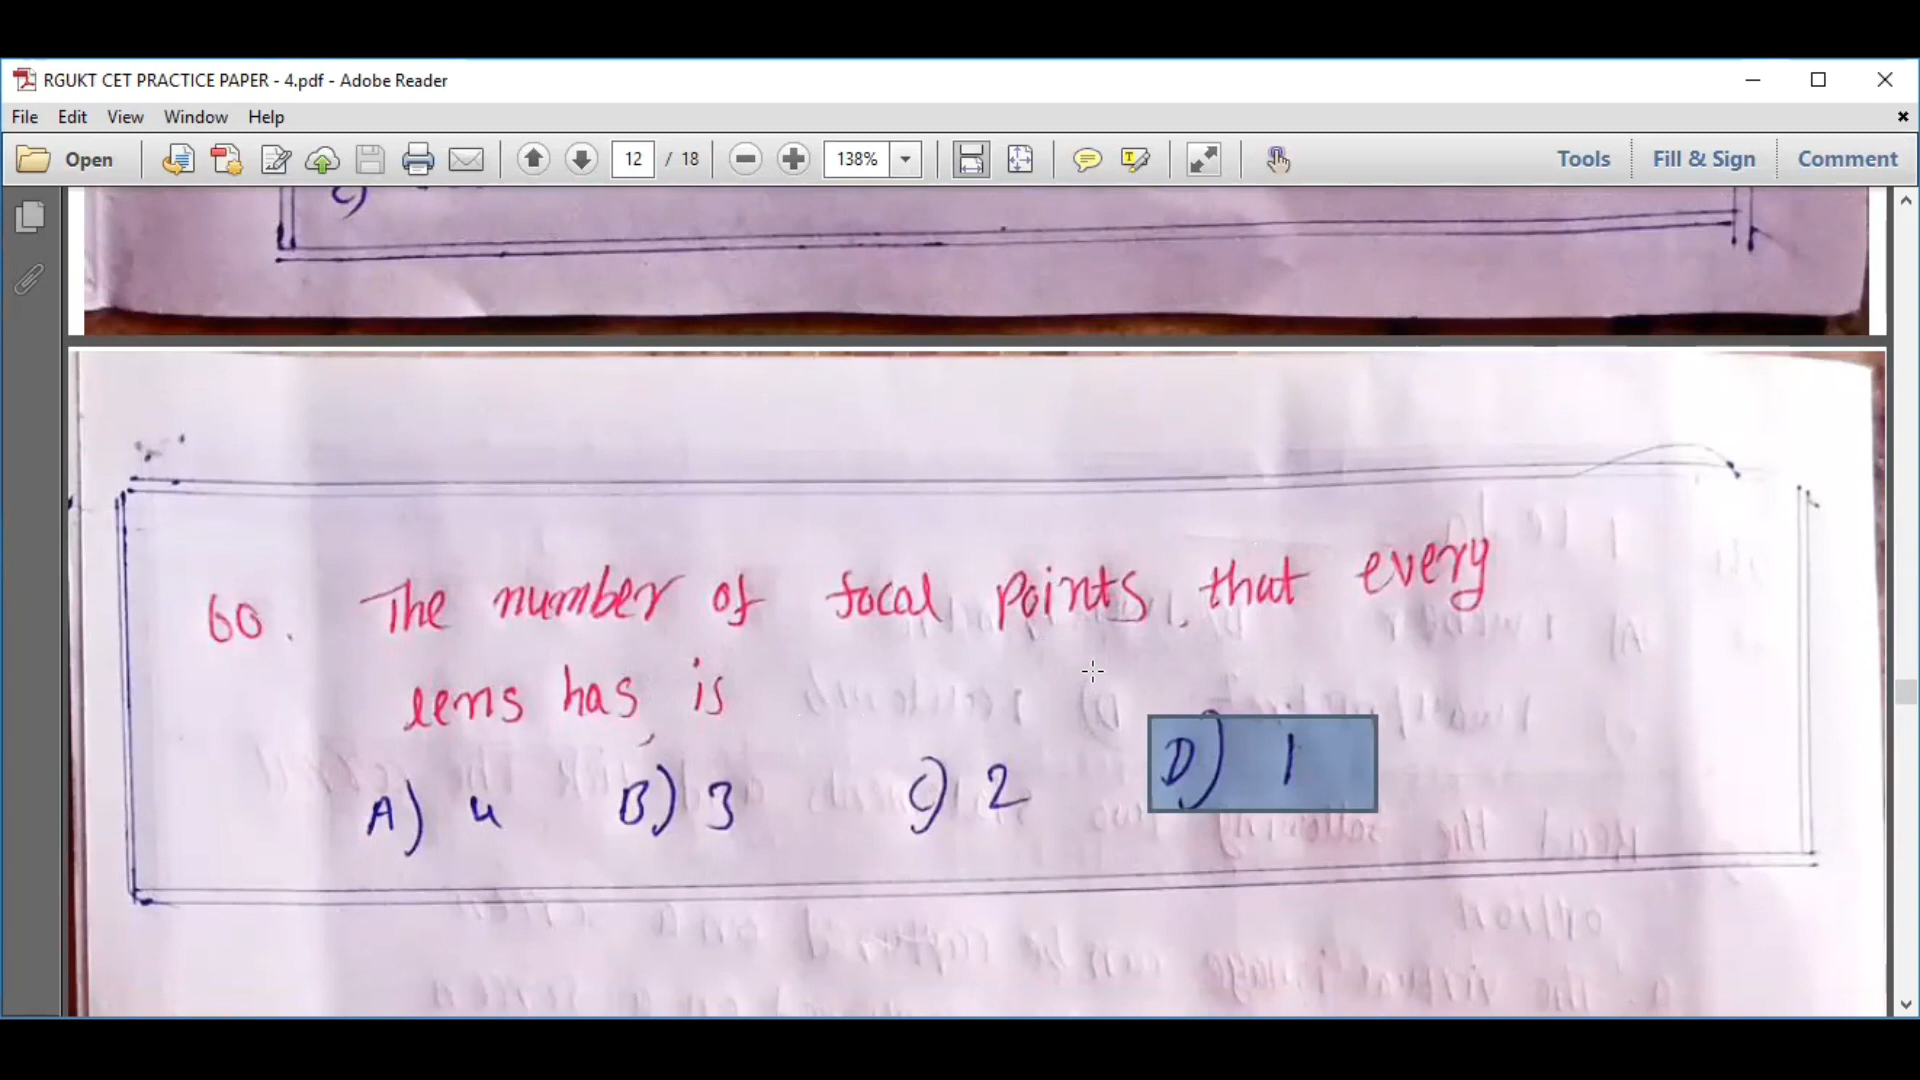 RGUKT CET PRACTICE PAPER - 4.pdf - Adobe Reader
File Edit View Window Help
Open 12 / 18 138% Tools Fill & Sign Comment
C)
60. The number of focal points, that every
lens has is
A) 4 B) 3 C) 2 D) 1